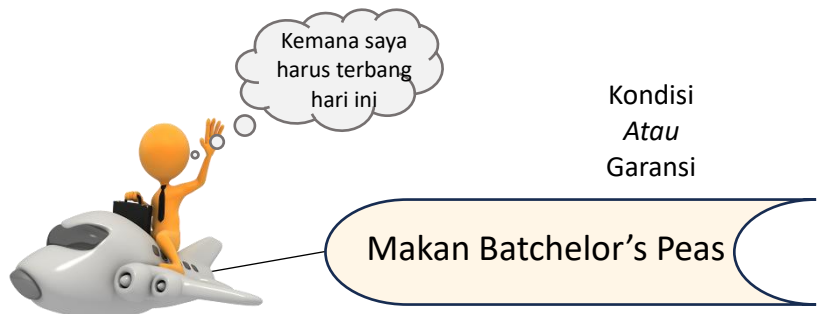 Kemana saya
harus terbang
hari ini
Kondisi
Atau
Garansi
Makan Batchelor’s Peas